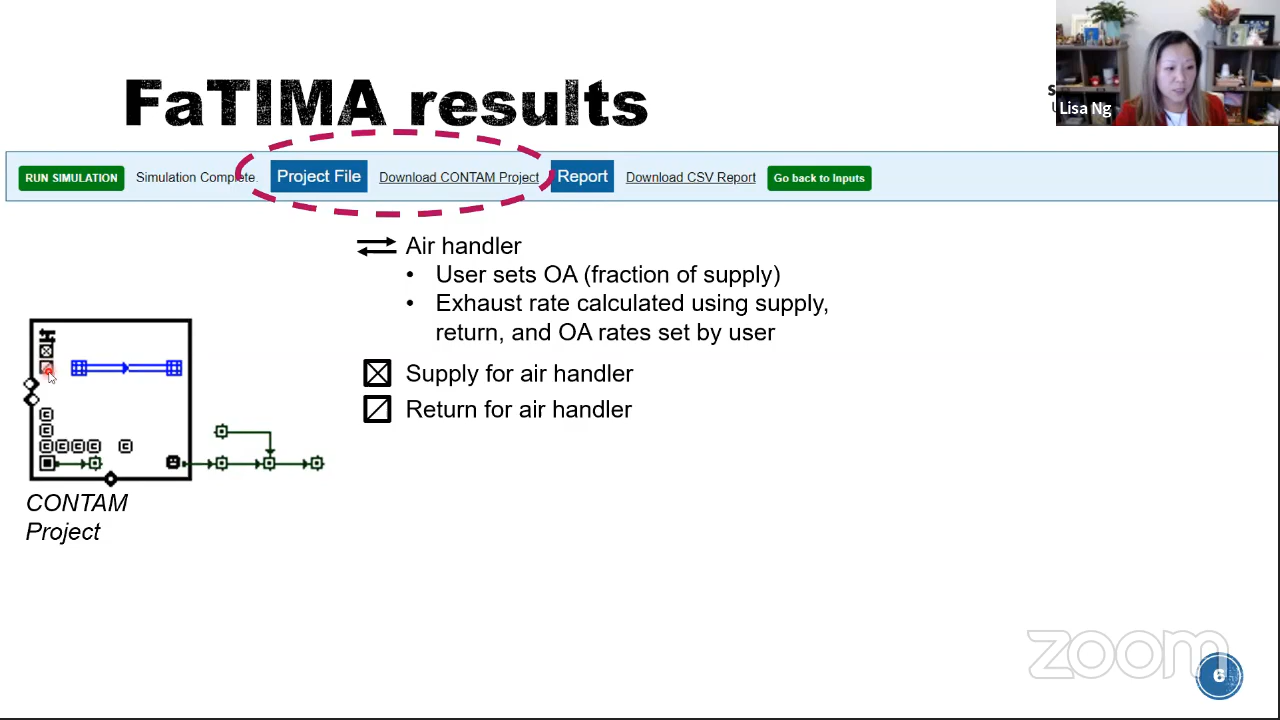 FaTIMA results
Lisa Ng
RUN SIMULATION Simulation Complete. Project File Download CONTAM Project Report Download CSV Report Go back to Inputs
Air handler
• User sets OA (fraction of supply)
• Exhaust rate calculated using supply,
return, and OA rates set by user
Supply for air handler
Return for air handler
CONTAM
Project
zoom
6